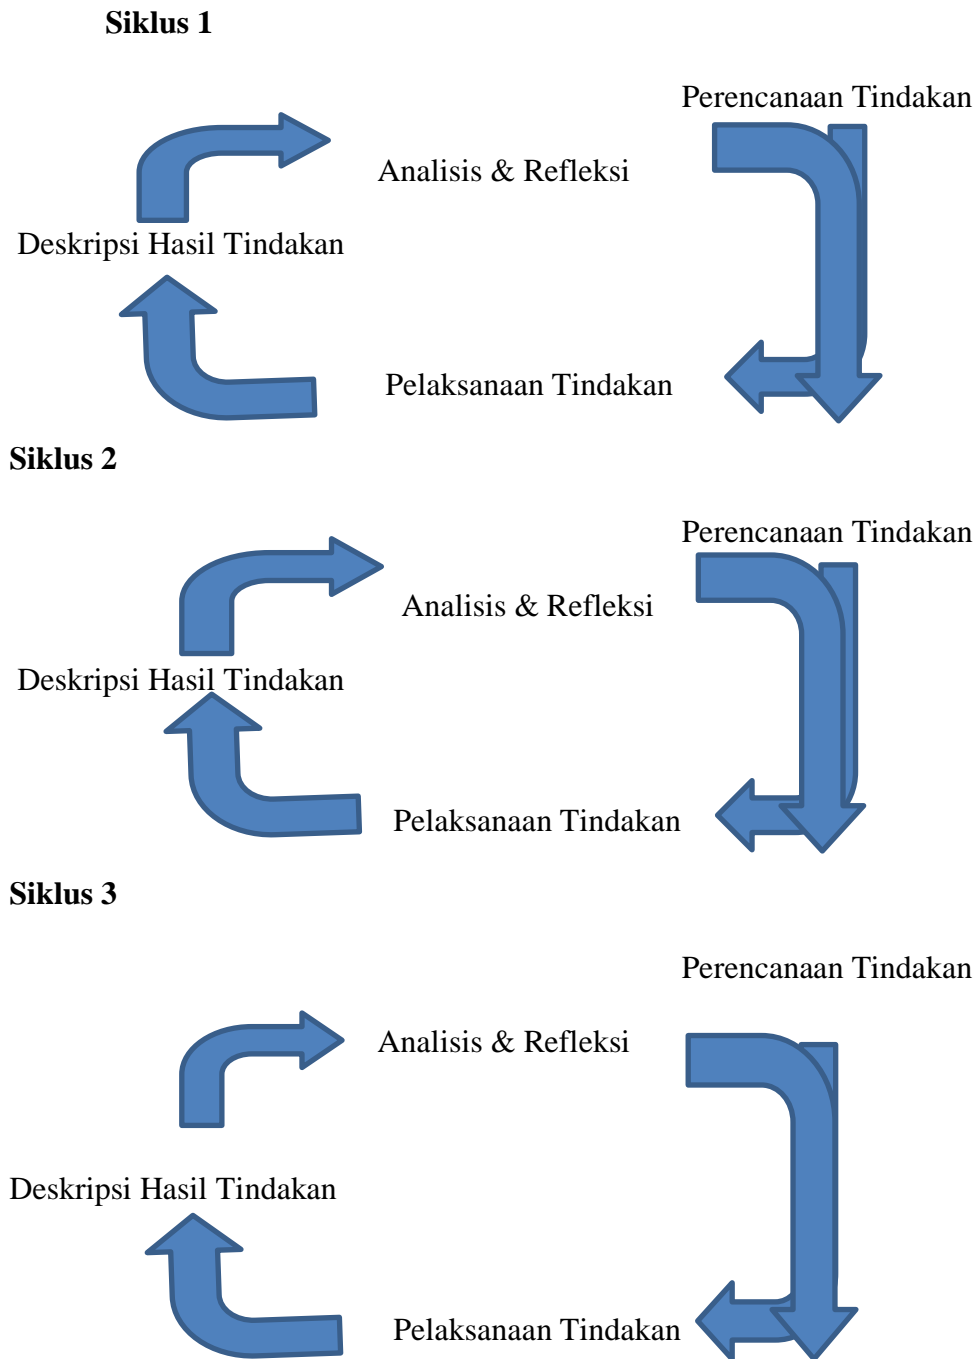 Siklus 1
Perencanaan Tindakan
Analisis & Refleksi
Deskripsi Hasil Tindakan
Pelaksanaan Tindakan
Siklus 2
Perencanaan Tindakan
Analisis & Refleksi
Deskripsi Hasil Tindakan
Pelaksanaan Tindakan
Siklus 3
Perencanaan Tindakan
Analisis & Refleksi
Deskripsi Hasil Tindakan
Pelaksanaan Tindakan